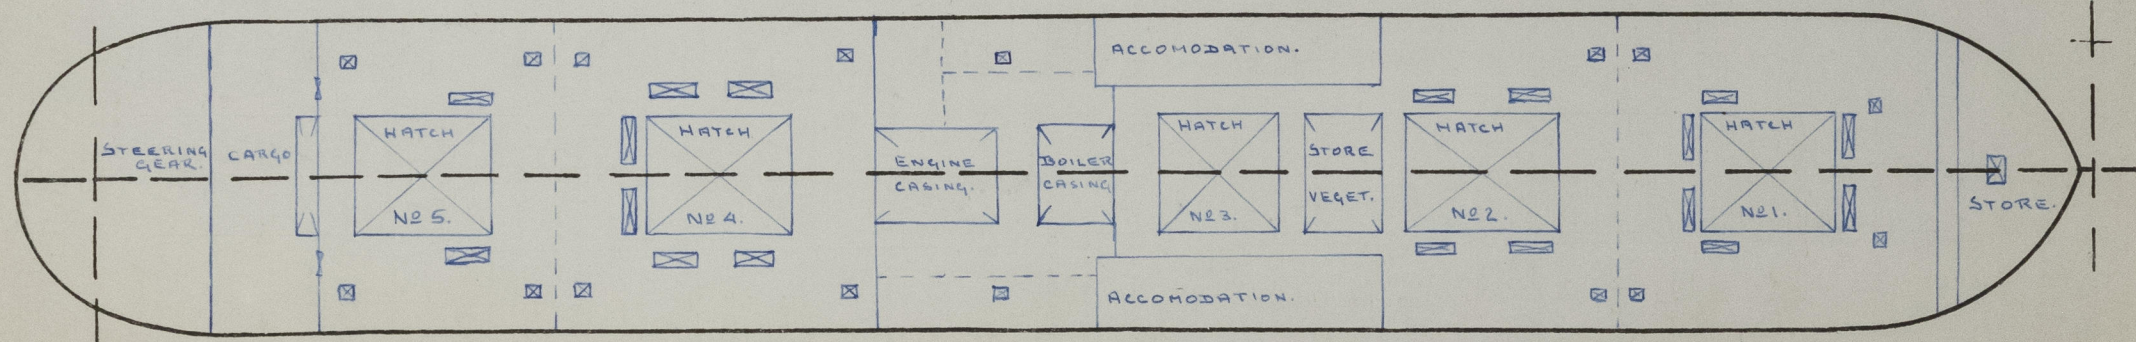 ACCOMODATION.
STEERING
GEAR.
CARGO
HATCH
No 5.
HATCH
No 4.
ENGINE
CASING.
BOILER
CASING
HATCH
No 3.
STORE
VEGET.
HATCH
No 2.
HATCH
No 1.
STORE.
ACCOMODATION.